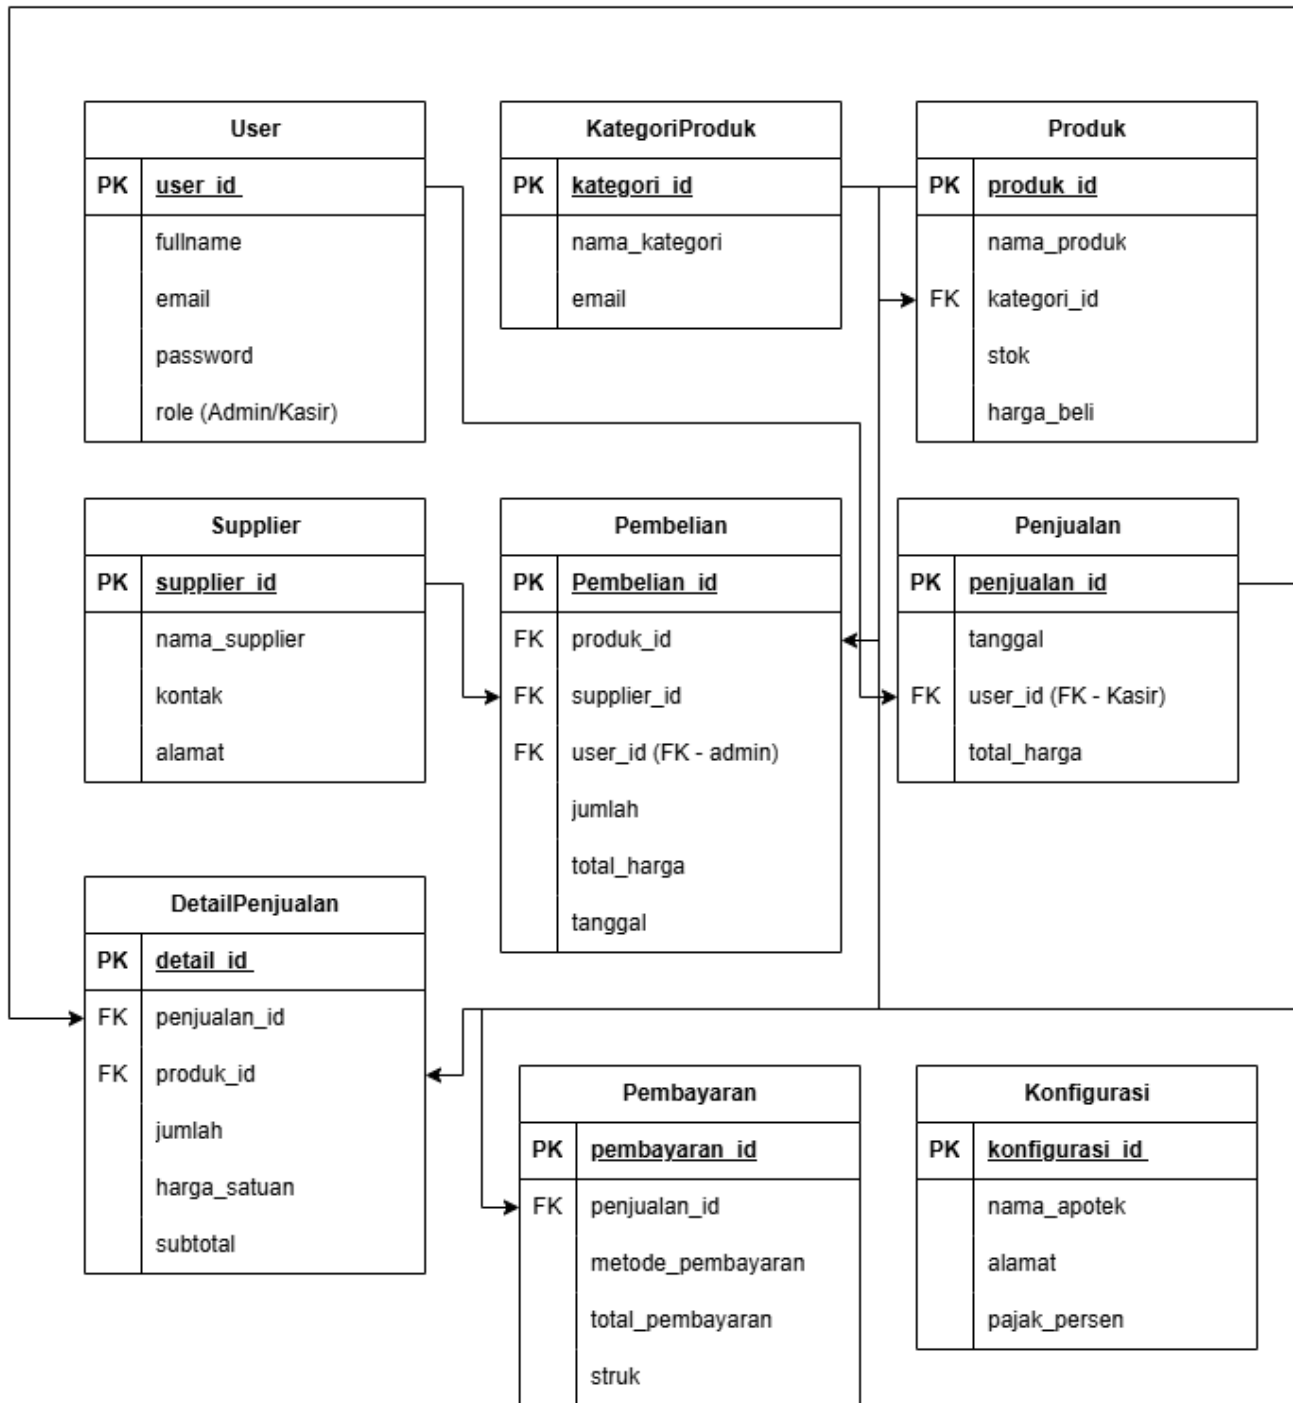 User
PK user_id
fullname
email
password
role (Admin/Kasir)
KategoriProduk
PK kategori_id
nama_kategori
email
Produk
PK produk_id
nama_produk
FK kategori_id
stok
harga_beli
Supplier
PK supplier_id
nama_supplier
kontak
alamat
Pembelian
PK Pembelian_id
FK produk_id
FK supplier_id
FK user_id (FK - admin)
jumlah
total_harga
tanggal
Penjualan
PK penjualan_id
tanggal
FK user_id (FK - Kasir)
total_harga
DetailPenjualan
PK detail_id
FK penjualan_id
FK produk_id
jumlah
harga_satuan
subtotal
Pembayaran
PK pembayaran_id
FK penjualan_id
metode_pembayaran
total_pembayaran
struk
Konfigurasi
PK konfigurasi_id
nama_apotek
alamat
pajak_persen